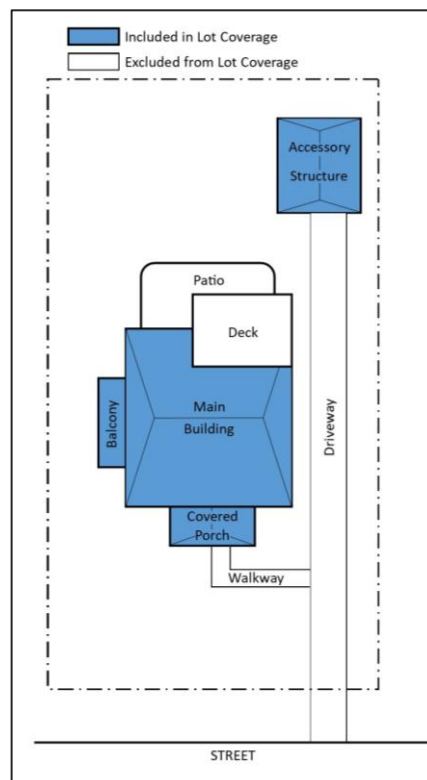 Included in Lot Coverage
Excluded from Lot Coverage
Accessory
Structure
Patio
Deck
Balcony
Main
Building
Driveway
Covered
Porch
Walkway
STREET